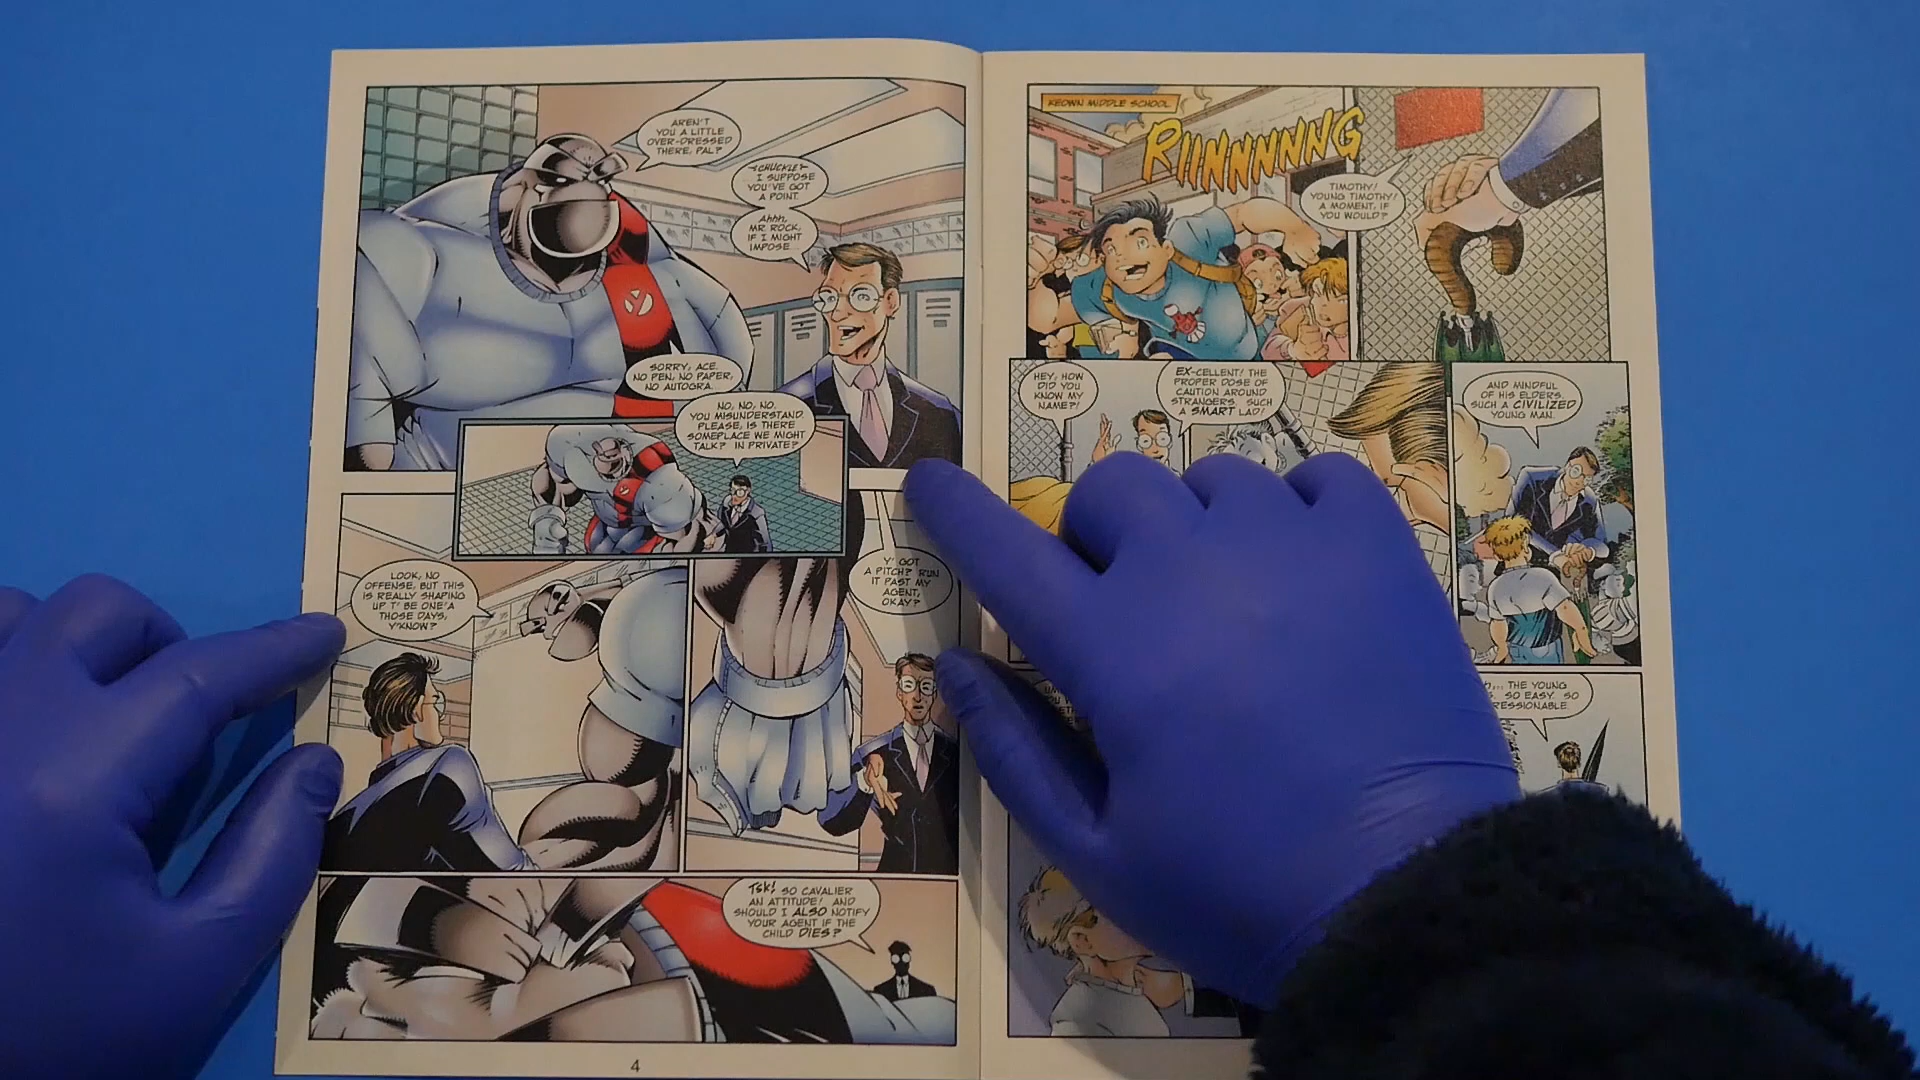 AREN'T
YOU A LITTLE
OVER-DRESSED
THERE, PAL?
<CHUCKLE>
I SUPPOSE
YOU'VE GOT
A POINT.
Ahhh,
MR. ROCK,
IF I MIGHT
IMPOSE...
SORRY, ACE.
NO PEN, NO PAPER,
NO AUTOGRA...
NO, NO, NO.
YOU MISUNDERSTAND.
PLEASE, IS THERE
SOMEPLACE WE MIGHT
TALK? IN PRIVATE?
LOOK, NO
OFFENSE, BUT THIS
IS REALLY SHAPING
UP T' BE ONE'A
THOSE DAYS,
Y'KNOW?
Y' GOT
A PITCH? RUN
IT PAST MY
AGENT,
OKAY?
TSK! SO CAVALIER
AN ATTITUDE! AND
SHOULD I ALSO NOTIFY
YOUR AGENT IF THE
CHILD DIES?
4
KEOWN MIDDLE SCHOOL
RIINNNNNG
TIMOTHY!
YOUNG TIMOTHY!
A MOMENT, IF
YOU WOULD?
HEY, HOW
DID YOU
KNOW MY
NAME?!
EX-CELLENT! THE
PROPER DOSE OF
CAUTION AROUND
STRANGERS. SUCH
A SMART LAD!
AND MINDFUL
OF HIS ELDERS.
SUCH A CIVILIZED
YOUNG MAN.
THE YOUNG
SO EASY. SO